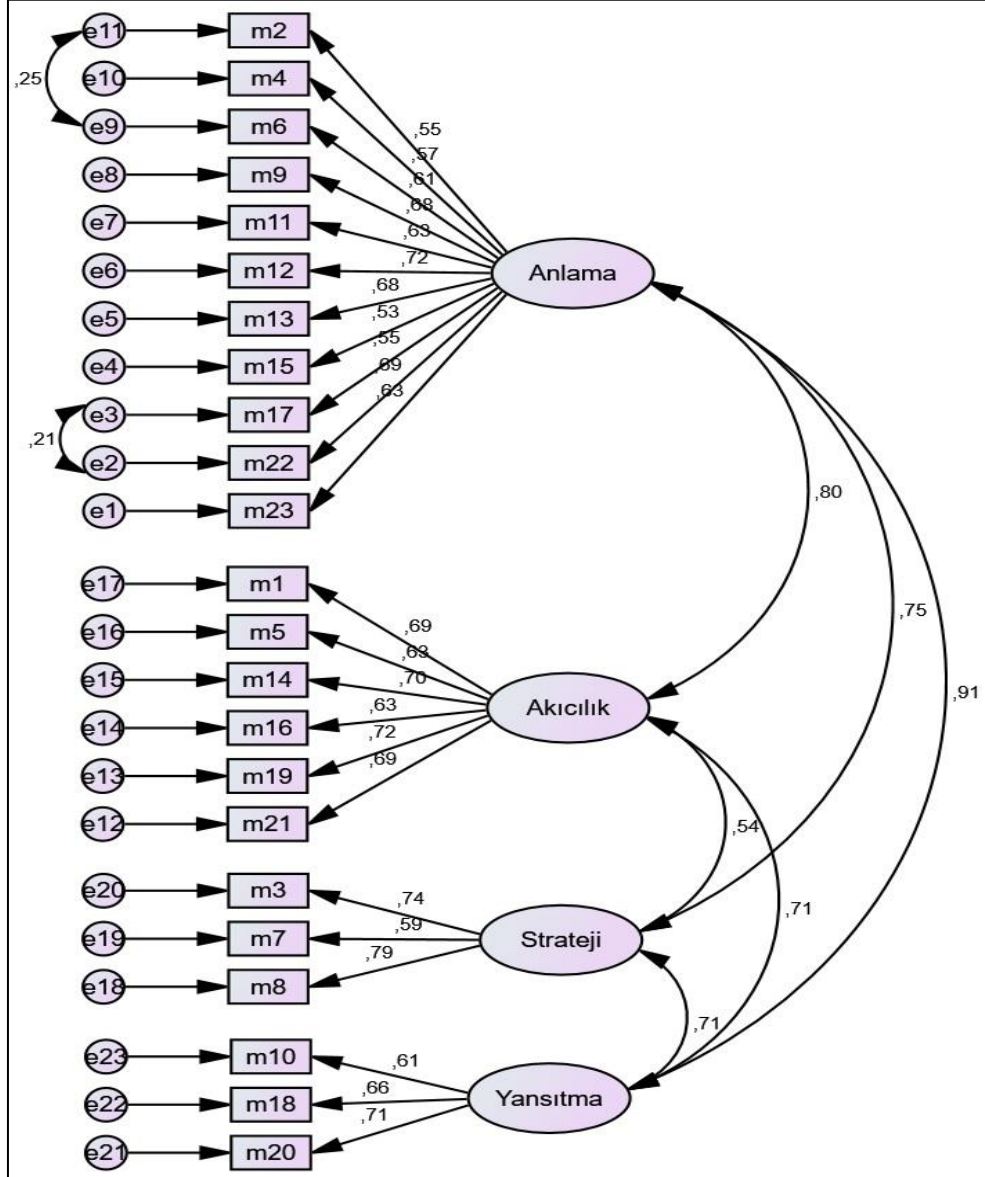 e11 m2
,25
e10 m4
e9 m6
,55
e8 m9
,57
,61
e7 m11
,68
,63
e6 m12
,72
Anlama
e5 m13
,68
,53
e4 m15
,55
e3 m17
,69
,21
,63
e2 m22
e1 m23
,80
e17 m1
,75
e16 m5
,69
,63
e15 m14
,70
,91
e14 m16
,63
Akıcılık
e13 m19
,72
,69
e12 m21
,54
e20 m3
,74
,71
e19 m7
,59
Strateji
e18 m8
,79
,71
e23 m10
,61
e22 m18
,66
Yansıtma
e21 m20
,71